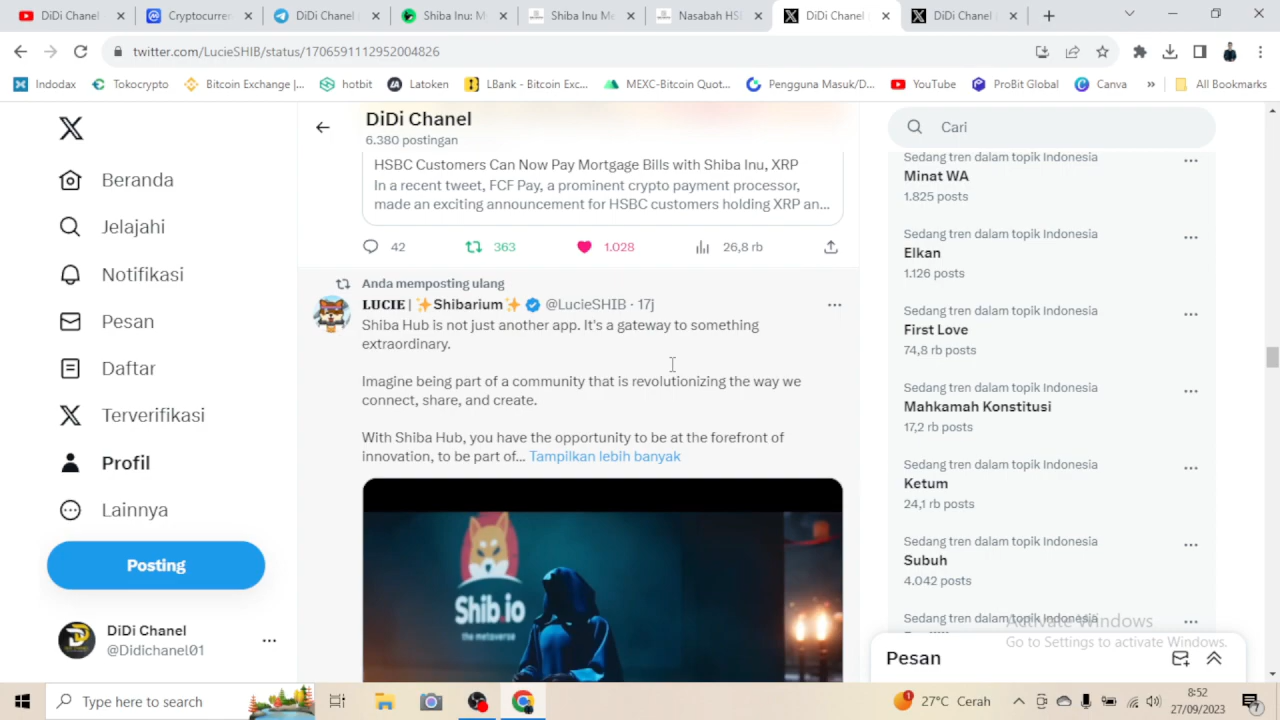 DiDi Chanel
Cryptocurre
DiDi Chanel
Shiba Inu: M
Shiba Inu Me
Nasabah HS
DiDi Chanel
DiDi Chanel
twitter.com/LucieSHIB/status/1706591112952004826
Indodax
Tokocrypto
Bitcoin Exchange |...
hotbit
Latoken
LBank - Bitcoin Exc...
MEXC-Bitcoin Quot...
Pengguna Masuk/D...
YouTube
ProBit Global
Canva
»
All Bookmarks
X
Beranda
Jelajahi
Notifikasi
Pesan
Daftar
Terverifikasi
Profil
Lainnya
Posting
DiDi Chanel
@Didichanel01
DiDi Chanel
6.380 postingan
HSBC Customers Can Now Pay Mortgage Bills with Shiba Inu, XRP
In a recent tweet, FCF Pay, a prominent crypto payment processor,
made an exciting announcement for HSBC customers holding XRP an...
42 363 1.028 26,8 rb
Anda memposting ulang
𝐋𝐔𝐂𝐈𝐄 | ✨Shibarium✨ @LucieSHIB · 17j
Shiba Hub is not just another app. It's a gateway to something
extraordinary.
Imagine being part of a community that is revolutionizing the way we
connect, share, and create.
With Shiba Hub, you have the opportunity to be at the forefront of
innovation, to be part of... Tampilkan lebih banyak
Shib.io
the metaverse
Cari
Sedang tren dalam topik Indonesia
Minat WA
1.825 posts
Sedang tren dalam topik Indonesia
Elkan
1.126 posts
Sedang tren dalam topik Indonesia
First Love
74,8 rb posts
Sedang tren dalam topik Indonesia
Mahkamah Konstitusi
17,2 rb posts
Sedang tren dalam topik Indonesia
Ketum
24,1 rb posts
Sedang tren dalam topik Indonesia
Subuh
4.042 posts
Sedang tren dalam topik Indonesia
Activate Windows
Go to Settings to activate Windows.
Pesan
Type here to search
1
27°C Cerah
8:52
27/09/2023
7